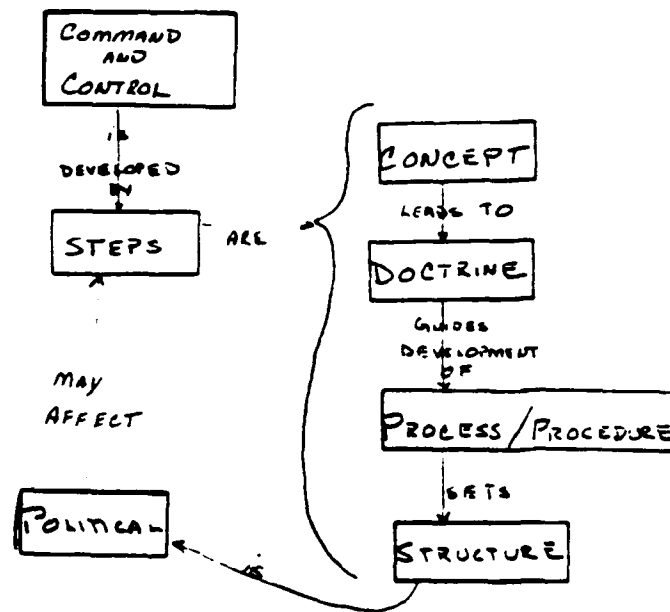 COMMAND
AND
CONTROL
IS
DEVELOPED
IN
STEPS
ARE
CONCEPT
LEADS TO
DOCTRINE
GUIDES
DEVELOPMENT
OF
PROCESS/PROCEDURE
SETS
STRUCTURE
IS
POLITICAL
MAY
AFFECT